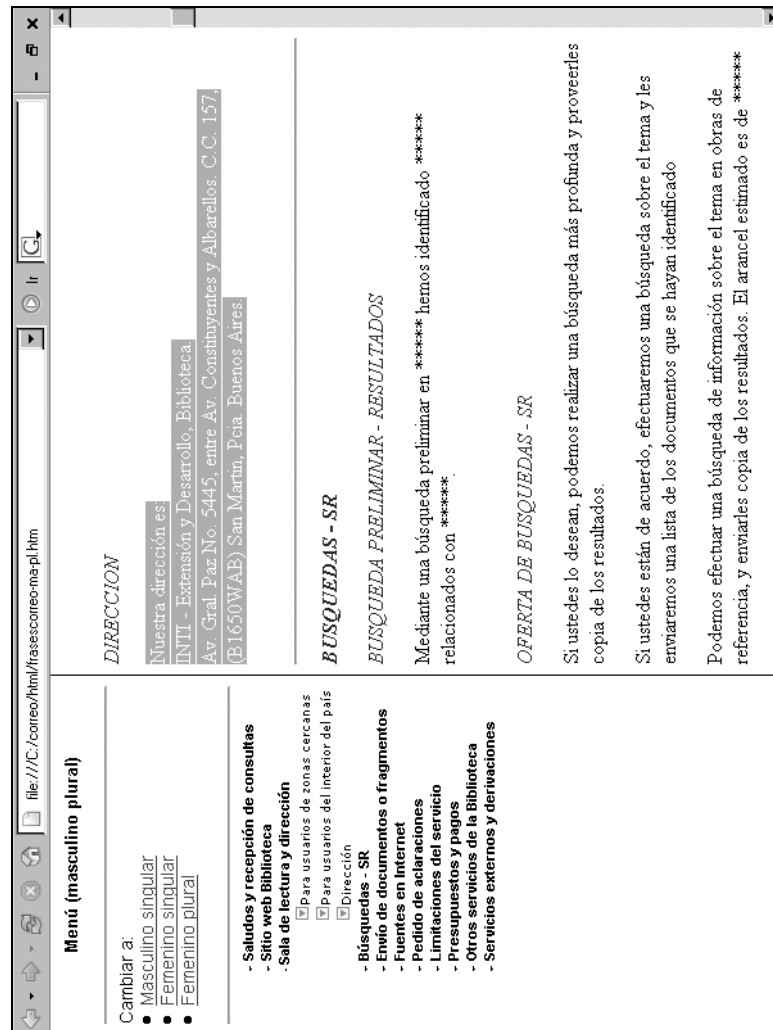 file:///C:/correo/html/frasescorreo-ma-pl.htm
Ir
Menú (masculino plural)
Cambiar a:
• Masculino singular
• Femenino singular
• Femenino plural
- Saludos y recepción de consultas
- Sitio web Biblioteca
- Sala de lectura y dirección
Para usuarios de zonas cercanas
Para usuarios del interior del país
Dirección
- Búsquedas - SR
- Envío de documentos o fragmentos
- Fuentes en Internet
- Pedido de aclaraciones
- Limitaciones del servicio
- Presupuestos y pagos
- Otros servicios de la Biblioteca
- Servicios externos y derivaciones
DIRECCION
Nuestra dirección es:
INTI - Extensión y Desarrollo, Biblioteca.
Av. Gral. Paz No. 5445, entre Av. Constituyentes y Albarellos. C.C. 157,
(B1650WAB) San Martín, Pcia. Buenos Aires.
BUSQUEDAS - SR
BUSQUEDA PRELIMINAR - RESULTADOS
Mediante una búsqueda preliminar en ***** hemos identificado *****
relacionados con *****.
OFERTA DE BUSQUEDAS - SR
Si ustedes lo desean, podemos realizar una búsqueda más profunda y proveerles
copia de los resultados.
Si ustedes están de acuerdo, efectuaremos una búsqueda sobre el tema y les
enviaremos una lista de los documentos que se hayan identificado
Podemos efectuar una búsqueda de información sobre el tema en obras de
referencia, y enviarles copia de los resultados. El arancel estimado es de *****